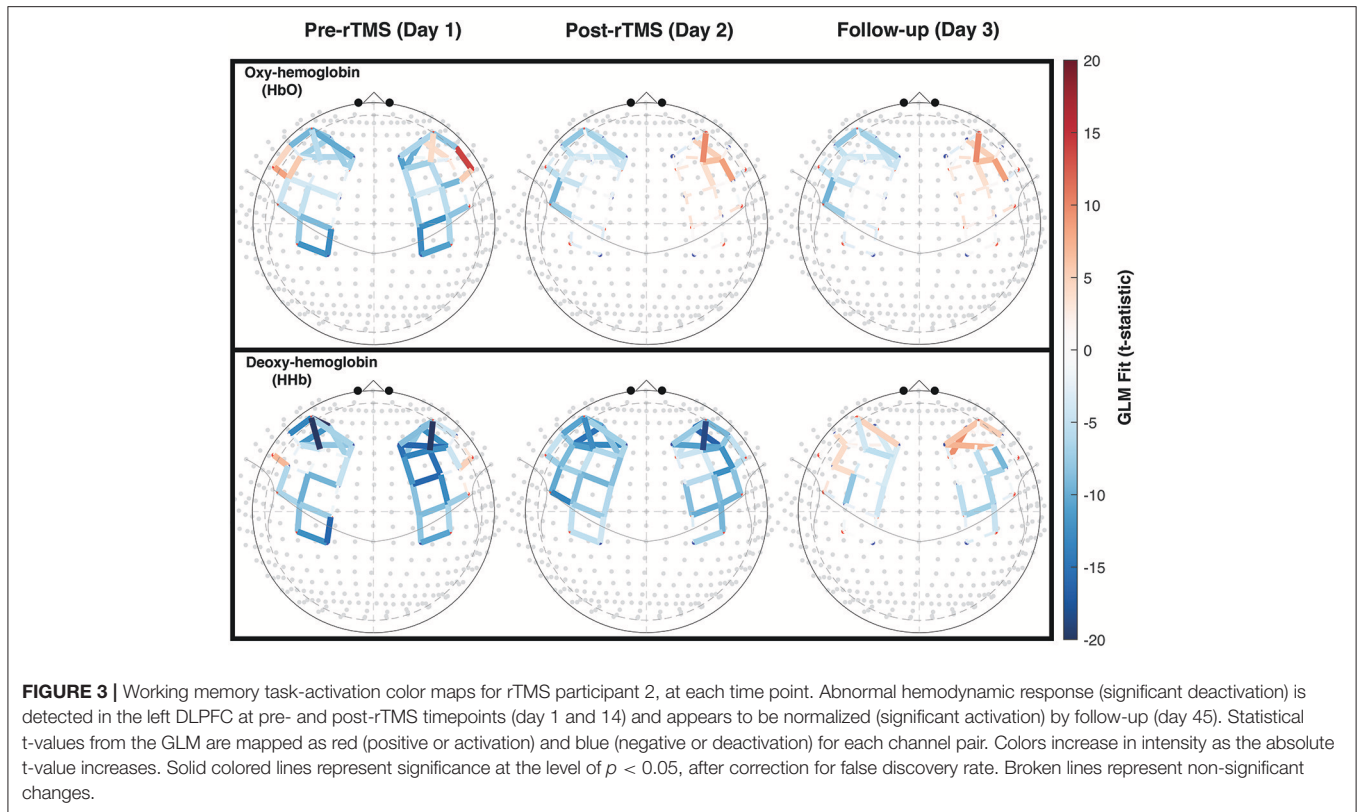 Pre-rTMS (Day 1) Post-rTMS (Day 2) Follow-up (Day 3)
Oxy-hemoglobin
(HbO)
20
15
10
5
0
-5
-10
-15
-20
GLM Fit (t-statistic)
Deoxy-hemoglobin
(HHb)
FIGURE 3 | Working memory task-activation color maps for rTMS participant 2, at each time point. Abnormal hemodynamic response (significant deactivation) is
detected in the left DLPFC at pre- and post-rTMS timepoints (day 1 and 14) and appears to be normalized (significant activation) by follow-up (day 45). Statistical
t-values from the GLM are mapped as red (positive or activation) and blue (negative or deactivation) for each channel pair. Colors increase in intensity as the absolute
t-value increases. Solid colored lines represent significance at the level of p < 0.05, after correction for false discovery rate. Broken lines represent non-significant
changes.